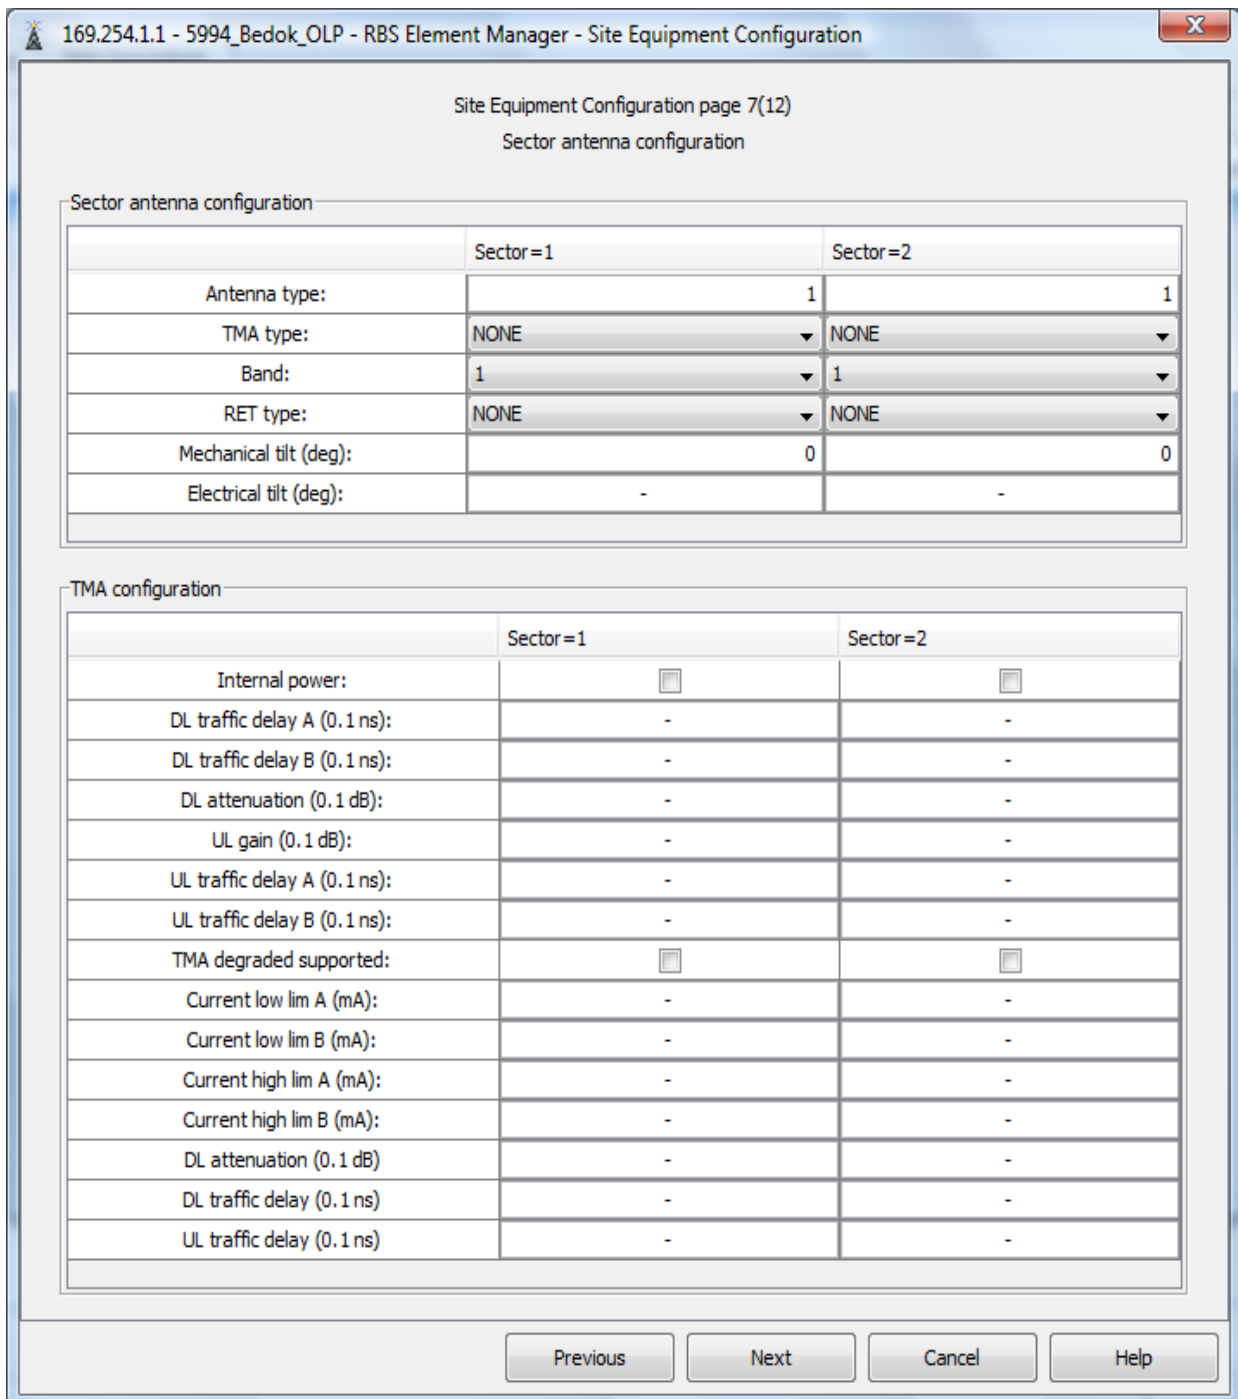 169.254.1.1 - 5994_Bedok_OLP - RBS Element Manager - Site Equipment Configuration
Site Equipment Configuration page 7(12)
Sector antenna configuration
Sector antenna configuration
Sector=1 Sector=2
Antenna type: 1 1
TMA type: NONE NONE
Band: 1 1
RET type: NONE NONE
Mechanical tilt (deg): 0 0
Electrical tilt (deg): - -
TMA configuration
Sector=1 Sector=2
Internal power:
DL traffic delay A (0.1 ns): - -
DL traffic delay B (0.1 ns): - -
DL attenuation (0.1 dB): - -
UL gain (0.1 dB): - -
UL traffic delay A (0.1 ns): - -
UL traffic delay B (0.1 ns): - -
TMA degraded supported:
Current low lim A (mA): - -
Current low lim B (mA): - -
Current high lim A (mA): - -
Current high lim B (mA): - -
DL attenuation (0.1 dB) - -
DL traffic delay (0.1 ns) - -
UL traffic delay (0.1 ns) - -
Previous Next Cancel Help